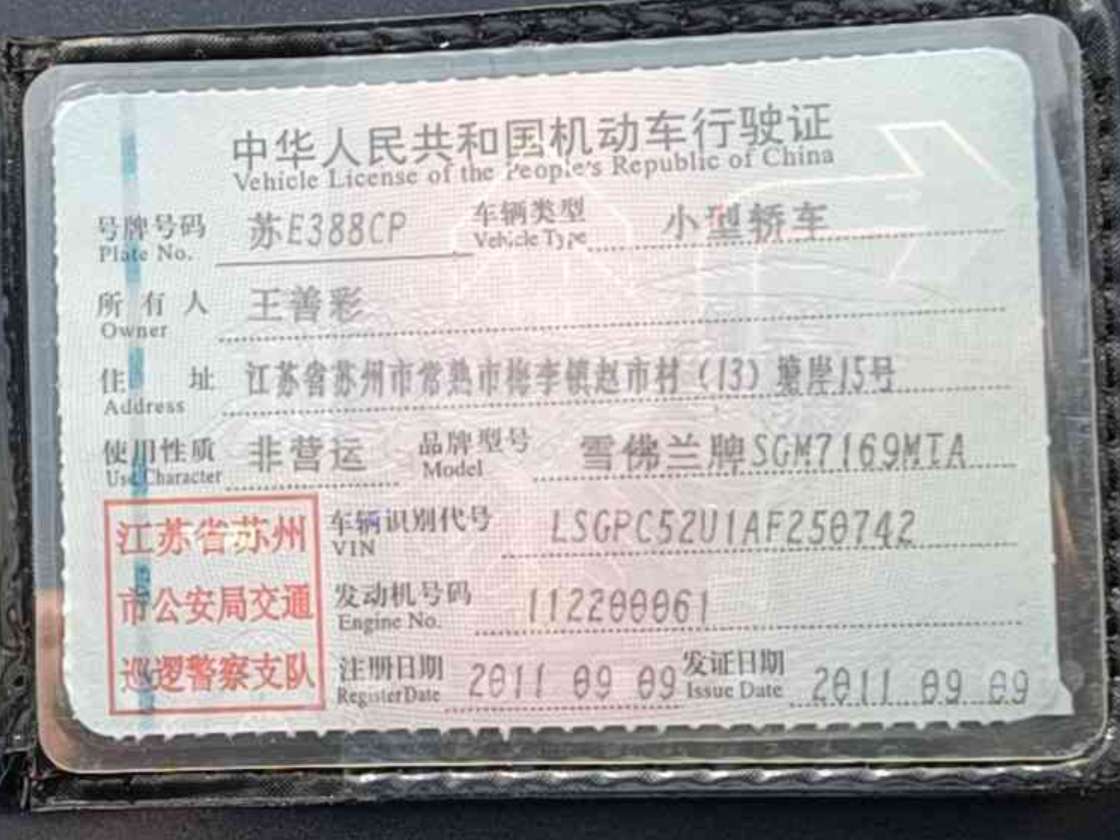 中华人民共和国机动车行驶证
Vehicle License of the People's Republic of China
号牌号码 苏E388CP 车辆类型 小型轿车
Plate No. Vehicle Type
所有人 王善彩
Owner
住址 江苏省苏州市常熟市梅李镇赵市村(13)塘岸15号
Address
使用性质 非营运 品牌型号 雪佛兰牌SGM7169MTA
Use Character Model
江苏省苏州 车辆识别代号 LSGPC52U1AF250742
VIN
市公安局交通 发动机号码 112200061
Engine No.
巡逻警察支队 注册日期 2011 09 09 发证日期 2011 09 09
Register Date Issue Date